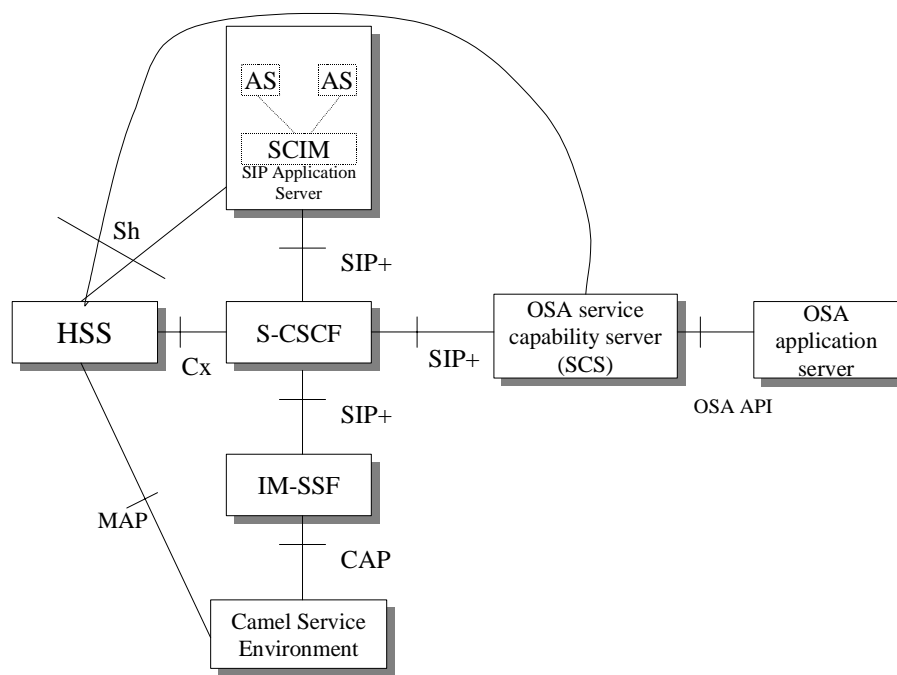 AS
AS
SCIM
SIP Application
Server
Sh
SIP+
HSS
Cx
S-CSCF
SIP+
OSA service
capability server
(SCS)
OSA API
OSA
application
server
SIP+
IM-SSF
MAP
CAP
Camel Service
Environment